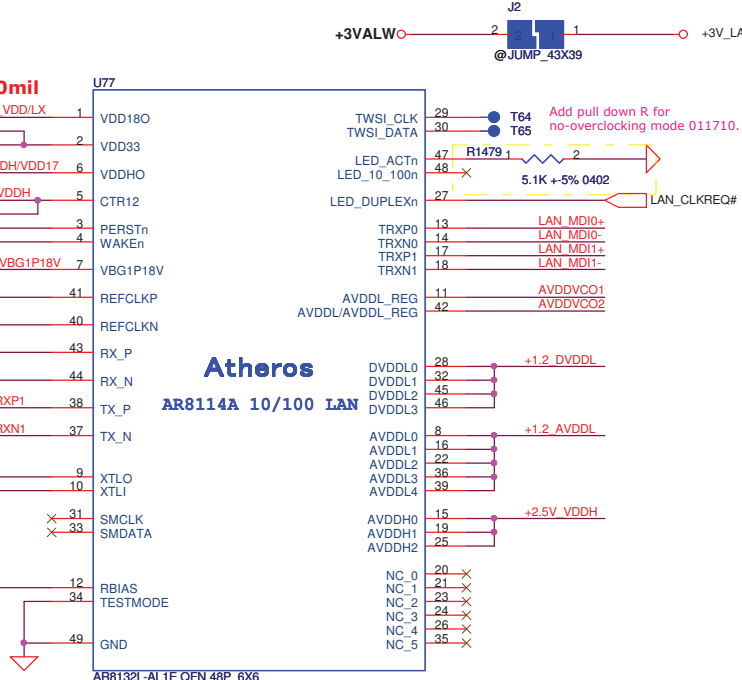 J2
+3VALW 2 2 1 1 +3V_LA
@JUMP_43X39
0mil
U77
_VDD/LX 1 VDD18O
2 VDD33
DH/VDD17 6 VDDHO
VDDH 5 CTR12
3 PERSTn
4 WAKEn
VBG1P18V 7 VBG1P18V
41 REFCLKP
40 REFCLKN
43 RX_P
44 RX_N
RXP1 38 TX_P
RXN1 37 TX_N
9 XTLO
10 XTLI
31 SMCLK
33 SMDATA
12 RBIAS
34 TESTMODE
49 GND
Atheros
AR8114A 10/100 LAN
TWSI_CLK 29 T64
TWSI_DATA 30 T65
Add pull down R for
no-overclocking mode 011710.
LED_ACTn 47 R1479 1 2
LED_10_100n 48
5.1K +-5% 0402
LED_DUPLEXn 27 LAN_CLKREQ#
TRXP0 13 LAN_MDI0+
TRXN0 14 LAN_MDI0-
TRXP1 17 LAN_MDI1+
TRXN1 18 LAN_MDI1-
AVDDL_REG 11 AVDDVCO1
AVDDL/AVDDL_REG 42 AVDDVCO2
DVDDL0 28 +1.2_DVDDL
DVDDL1 32
DVDDL2 45
DVDDL3 46
AVDDL0 8 +1.2_AVDDL
AVDDL1 16
AVDDL2 22
AVDDL3 36
AVDDL4 39
AVDDH0 15 +2.5V_VDDH
AVDDH1 19
AVDDH2 25
NC_0 20
NC_1 21
NC_2 23
NC_3 24
NC_4 26
NC_5 35
AR8132L-AL1E QFN 48P 6X6